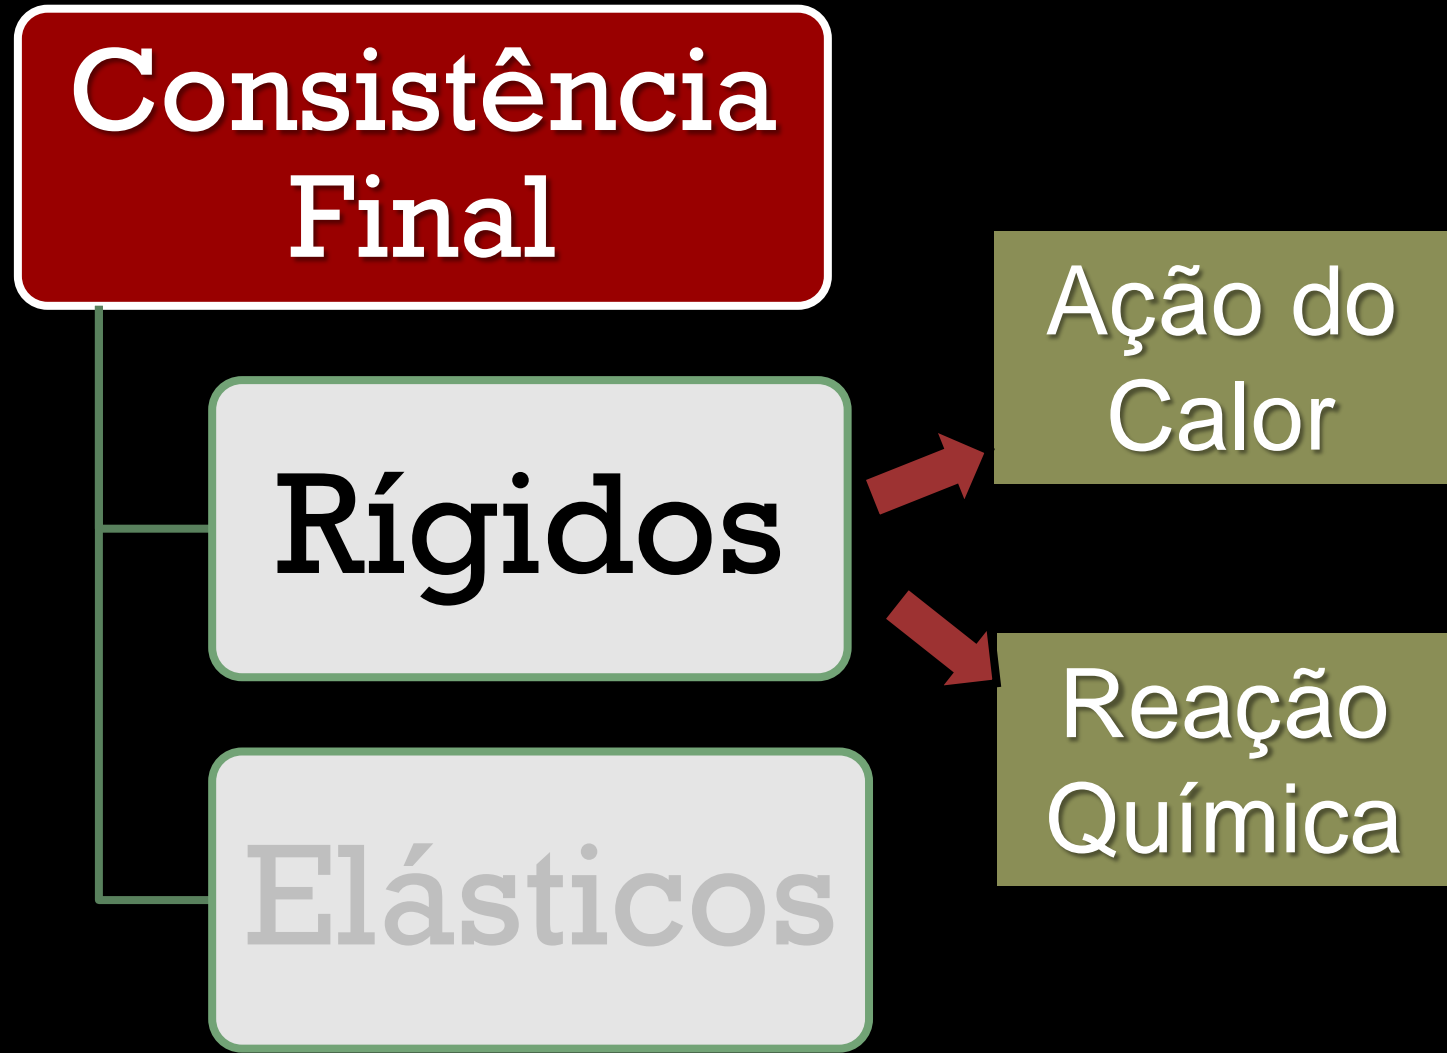 Consistência
Final
Rígidos
Ação do
Calor
Reação
Química
Elásticos